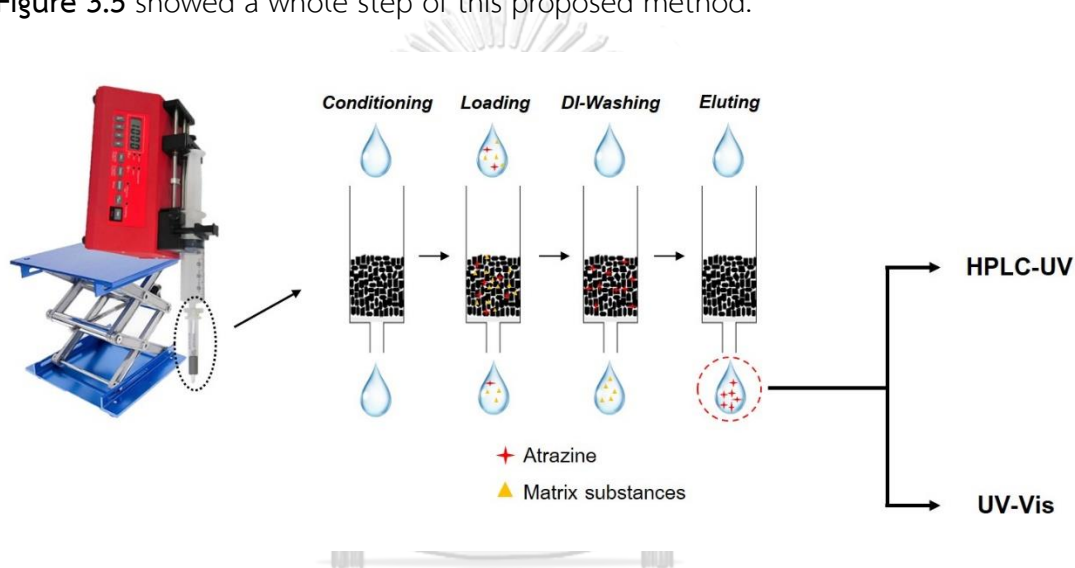 Figure 3.5 showed a whole step of this proposed method.
Conditioning Loading DI-Washing Eluting
HPLC-UV
Atrazine
Matrix substances
UV-Vis